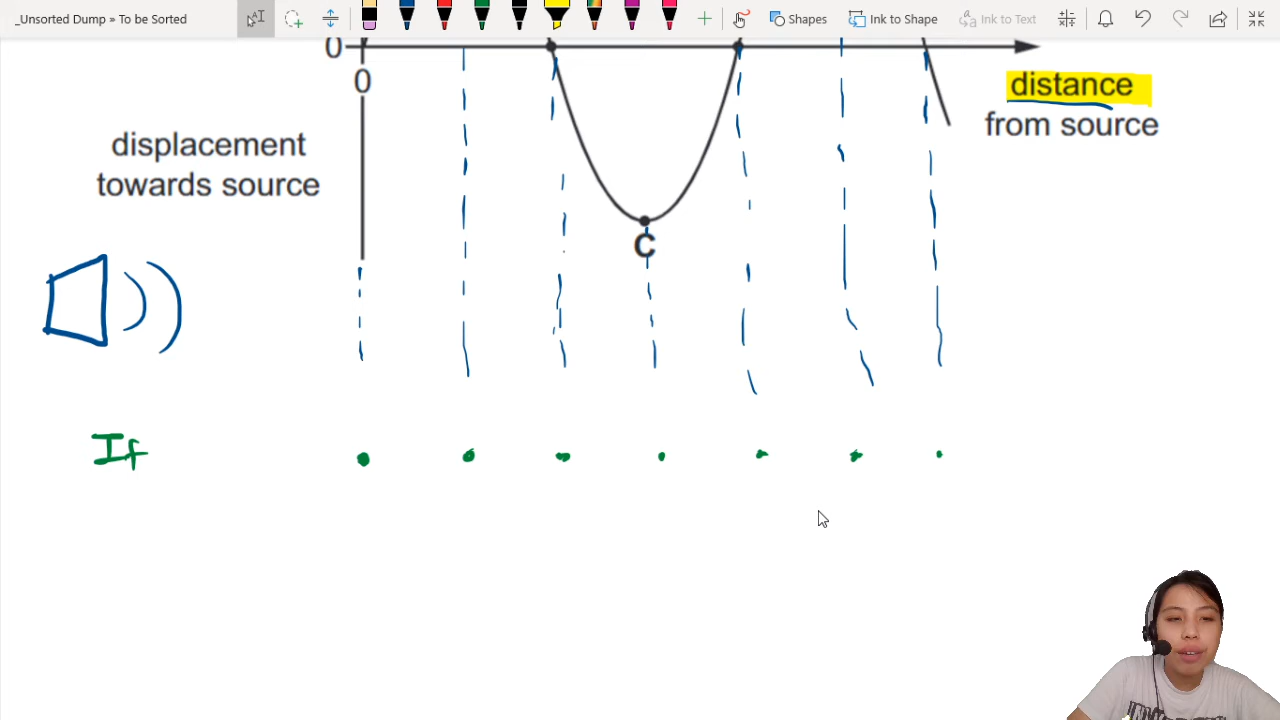 _Unsorted Dump » To be Sorted
Shapes
Ink to Shape
Ink to Text
0
0
distance
from source
displacement
towards source
C
If